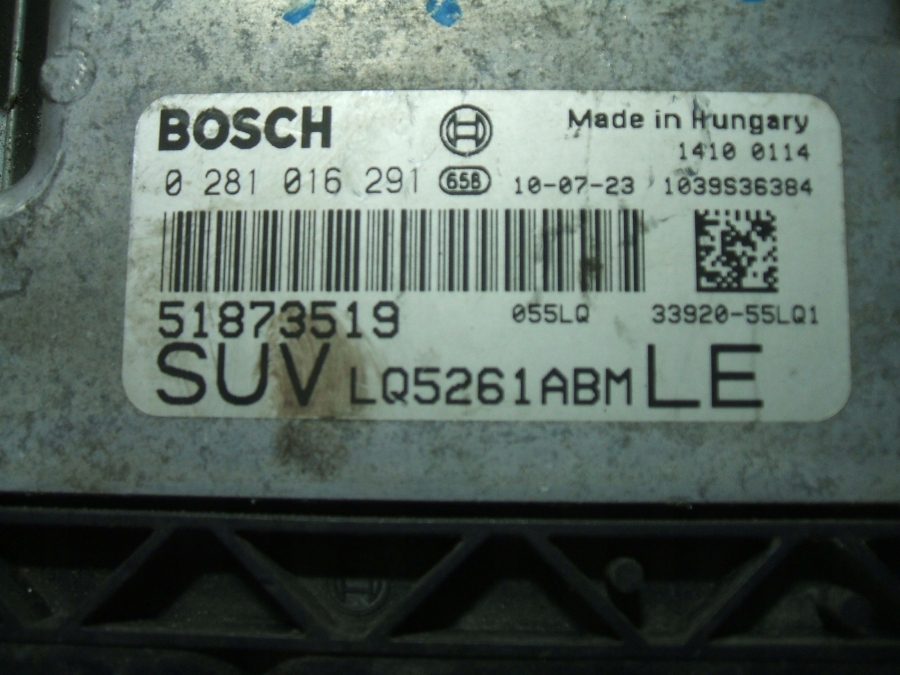 BOSCH
Made in Hungary
1410 0114
0 281 016 291 65B 10-07-23 1039S36384
51873519 055LQ 33920-55LQ1
SUV LQ5261ABM LE